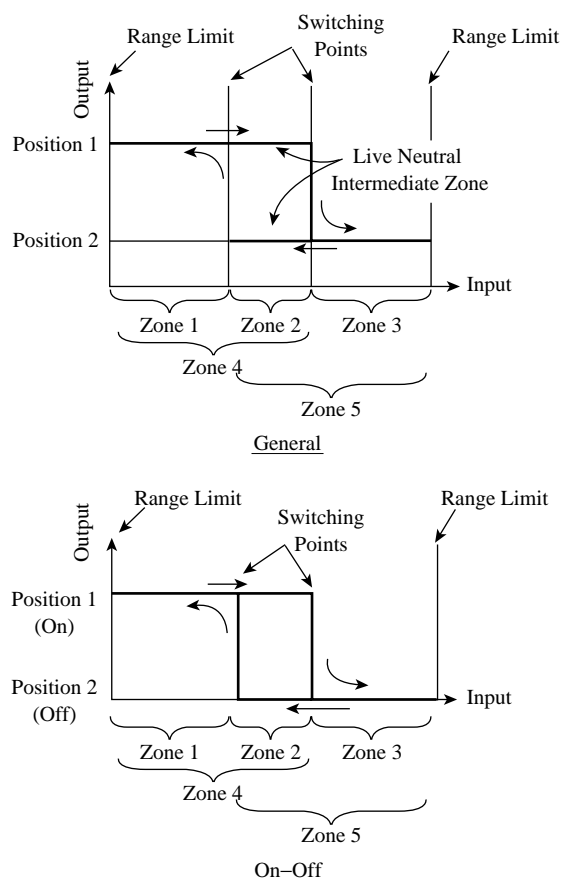 Switching
Points
Range Limit
Range Limit
Output
Position 1
Live Neutral
Intermediate Zone
Position 2
Input
Zone 1
Zone 2
Zone 3
Zone 4
Zone 5
General
Range Limit
Range Limit
Switching
Points
Output
Position 1
(On)
Position 2
(Off)
Input
Zone 1
Zone 2
Zone 3
Zone 4
Zone 5
On–Off